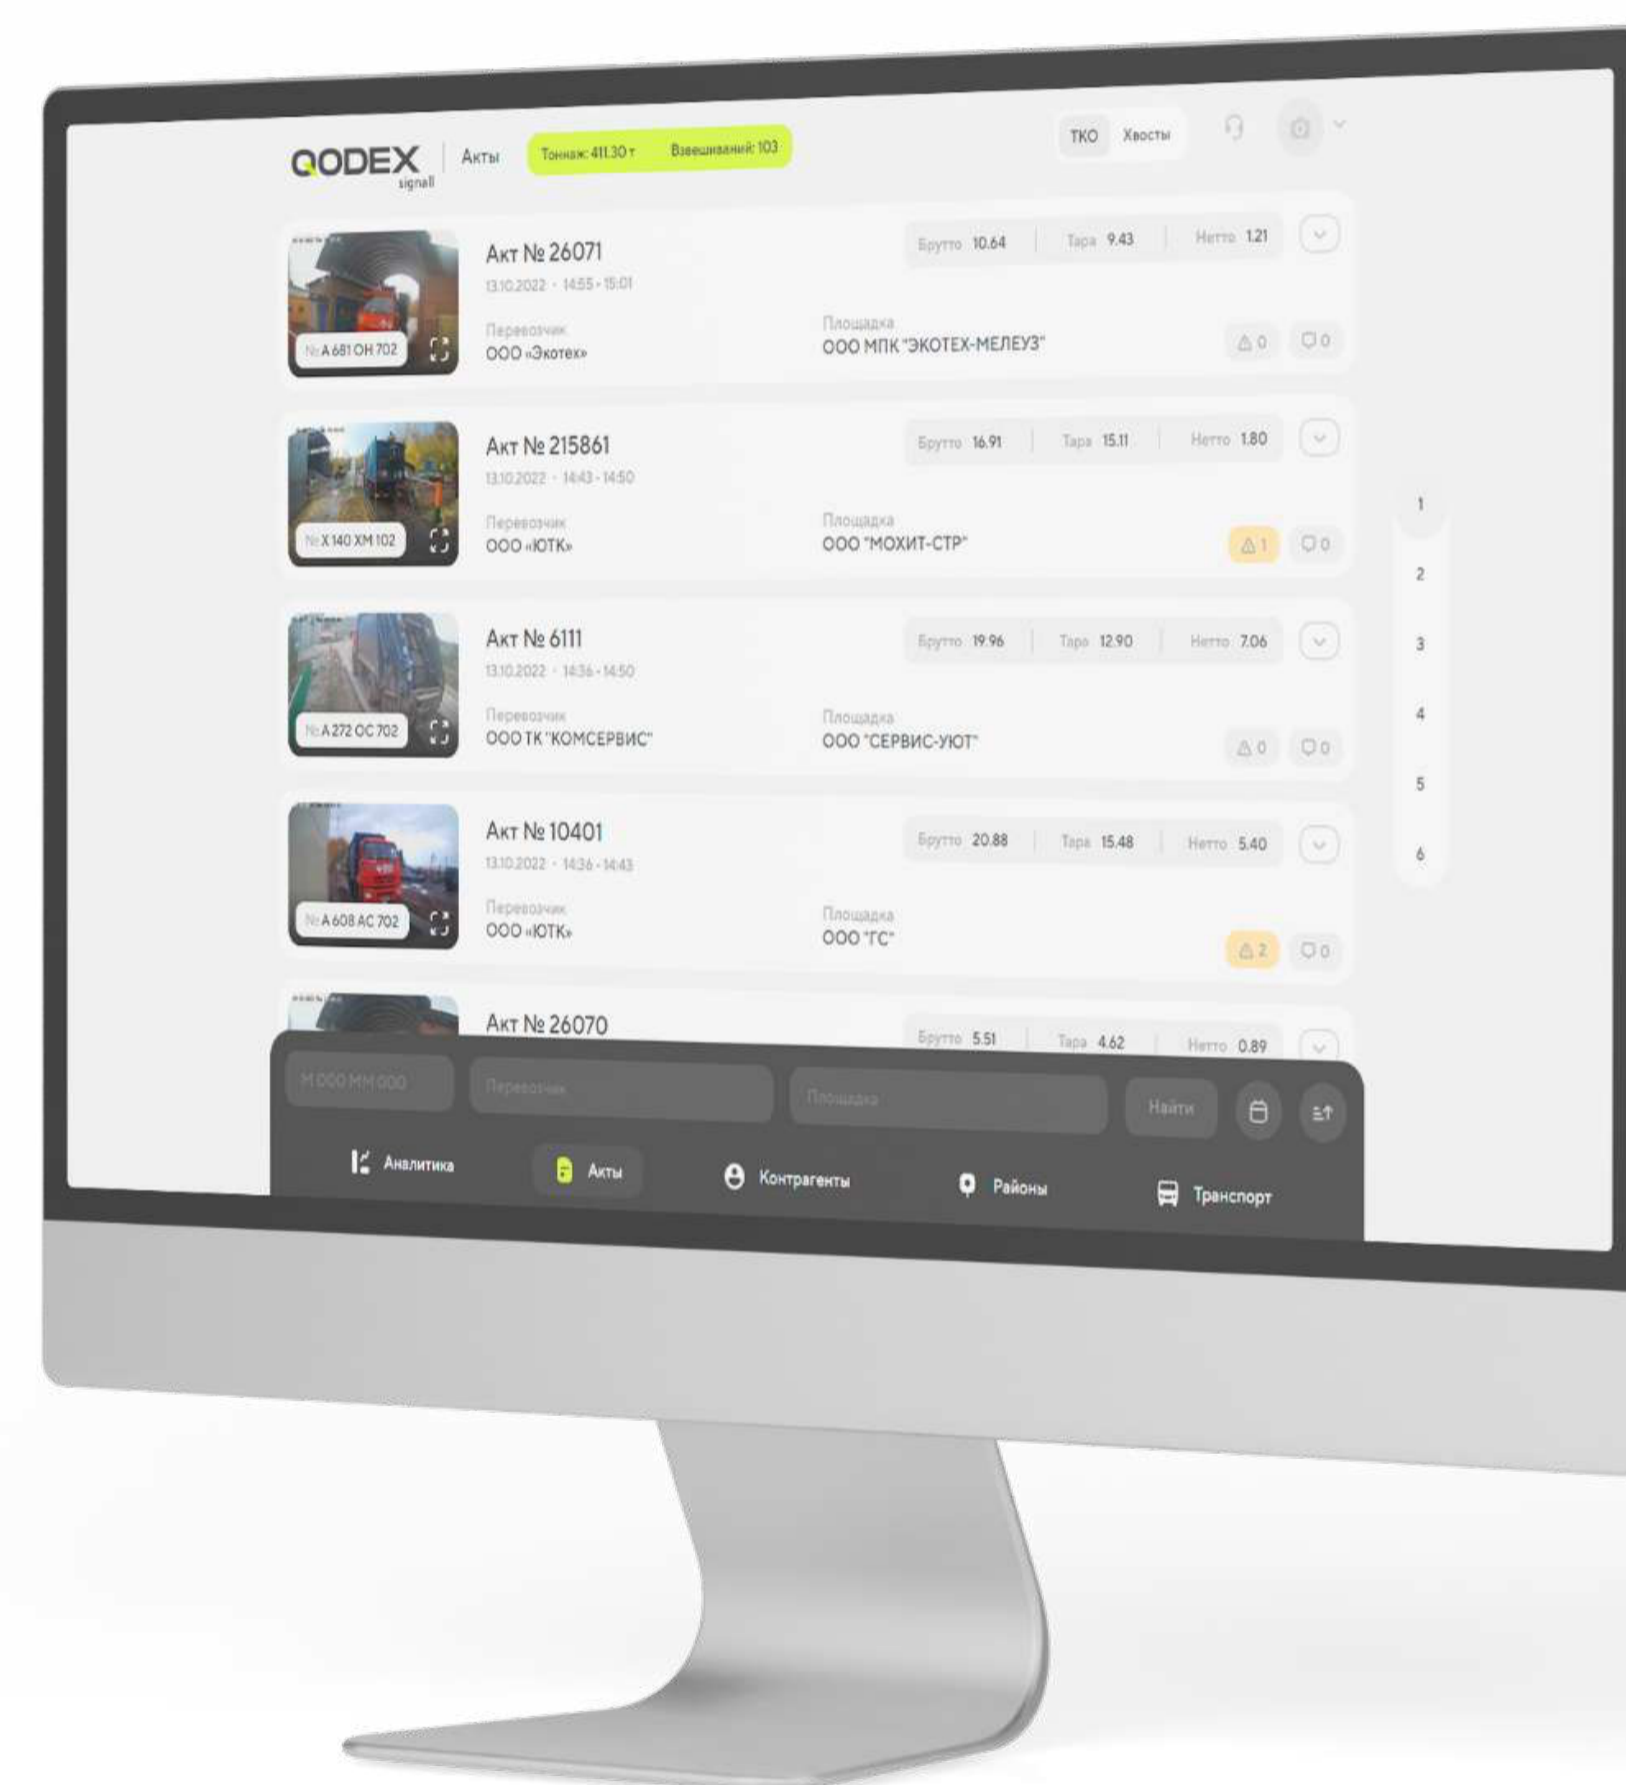 QODEX
signall
Акты
Тоннаж: 411.30 т Взвешиваний: 103
ТКО Хвосты
Акт № 26071
13.10.2022 • 14:55 - 15:01
Брутто 10.64 Тара 9.43 Нетто 1.21
Перевозчик
ООО «Экотех»
Площадка
ООО МПК "ЭКОТЕХ-МЕЛЕУЗ"
0 0
№ А 681 ОН 702
Акт № 215861
13.10.2022 • 14:43 - 14:50
Брутто 16.91 Тара 15.11 Нетто 1.80
Перевозчик
ООО «ЮТК»
Площадка
ООО "МОХИТ-СТР"
1 0
№ Х 140 ХМ 102
Акт № 6111
13.10.2022 • 14:36 - 14:50
Брутто 19.96 Тара 12.90 Нетто 7.06
Перевозчик
ООО ТК "КОМСЕРВИС"
Площадка
ООО "СЕРВИС-УЮТ"
0 0
№ А 272 ОС 702
Акт № 10401
13.10.2022 • 14:36 - 14:43
Брутто 20.88 Тара 15.48 Нетто 5.40
Перевозчик
ООО «ЮТК»
Площадка
ООО "ГС"
2 0
№ А 608 АС 702
Акт № 26070
Брутто 5.51 Тара 4.62 Нетто 0.89
1
2
3
4
5
6
М 000 ММ 000 Перевозчик Площадка Найти
Аналитика Акты Контрагенты Районы Транспорт